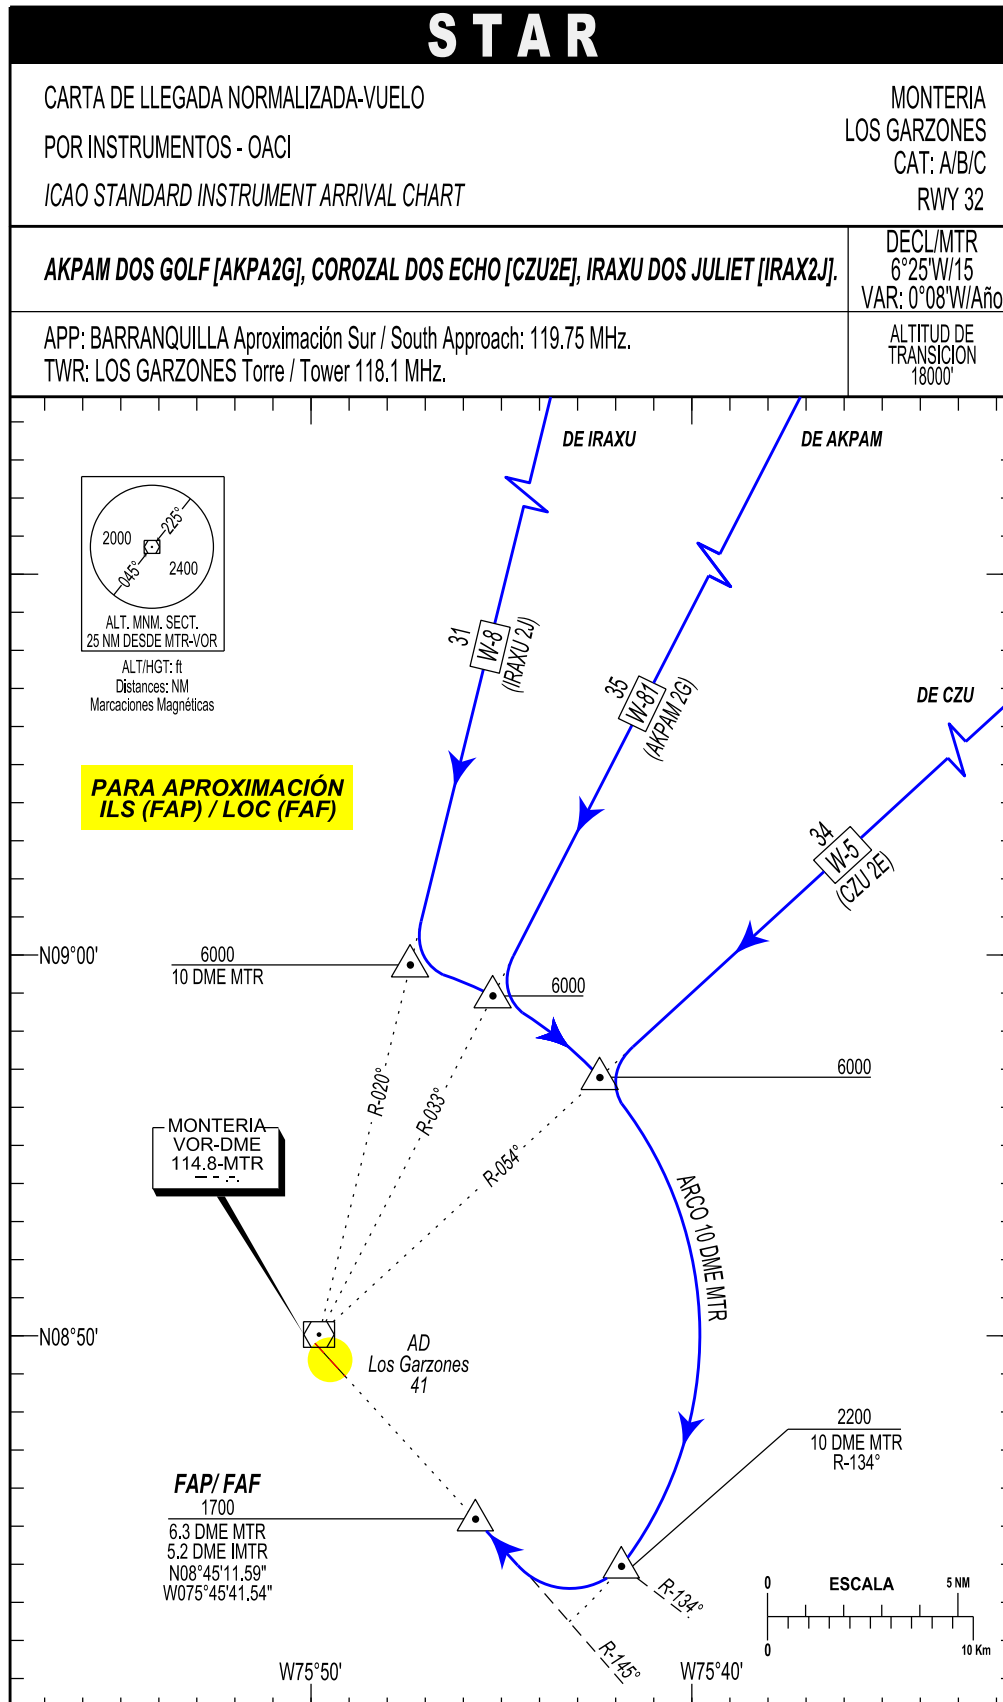 STAR
CARTA DE LLEGADA NORMALIZADA-VUELO
POR INSTRUMENTOS - OACI
ICAO STANDARD INSTRUMENT ARRIVAL CHART
MONTERIA
LOS GARZONES
CAT: A/B/C
RWY 32
AKPAM DOS GOLF [AKPA2G], COROZAL DOS ECHO [CZU2E], IRAXU DOS JULIET [IRAX2J].
DECL/MTR
6°25'W/15
VAR: 0°08'W/Año
APP: BARRANQUILLA Aproximación Sur / South Approach: 119.75 MHz.
TWR: LOS GARZONES Torre / Tower 118.1 MHz.
ALTITUD DE
TRANSICION
18000'
DE IRAXU
DE AKPAM
2000
225°
045°
2400
ALT. MNM. SECT.
25 NM DESDE MTR-VOR
ALT/HGT: ft
Distances: NM
Marcaciones Magnéticas
31
W-8
(IRAXU 2J)
35
W-81
(AKPAM 2G)
DE CZU
PARA APROXIMACIÓN
ILS (FAP) / LOC (FAF)
34
W-5
(CZU 2E)
N09°00'
6000
10 DME MTR
6000
6000
R-020°
R-033°
R-054°
MONTERIA
VOR-DME
114.8-MTR
ARCO 10 DME MTR
N08°50'
AD
Los Garzones
41
2200
10 DME MTR
R-134°
FAP/ FAF
1700
6.3 DME MTR
5.2 DME IMTR
N08°45'11.59"
W075°45'41.54"
R-134°
R-145°
0
ESCALA
5 NM
0
10 Km
W75°50'
W75°40'